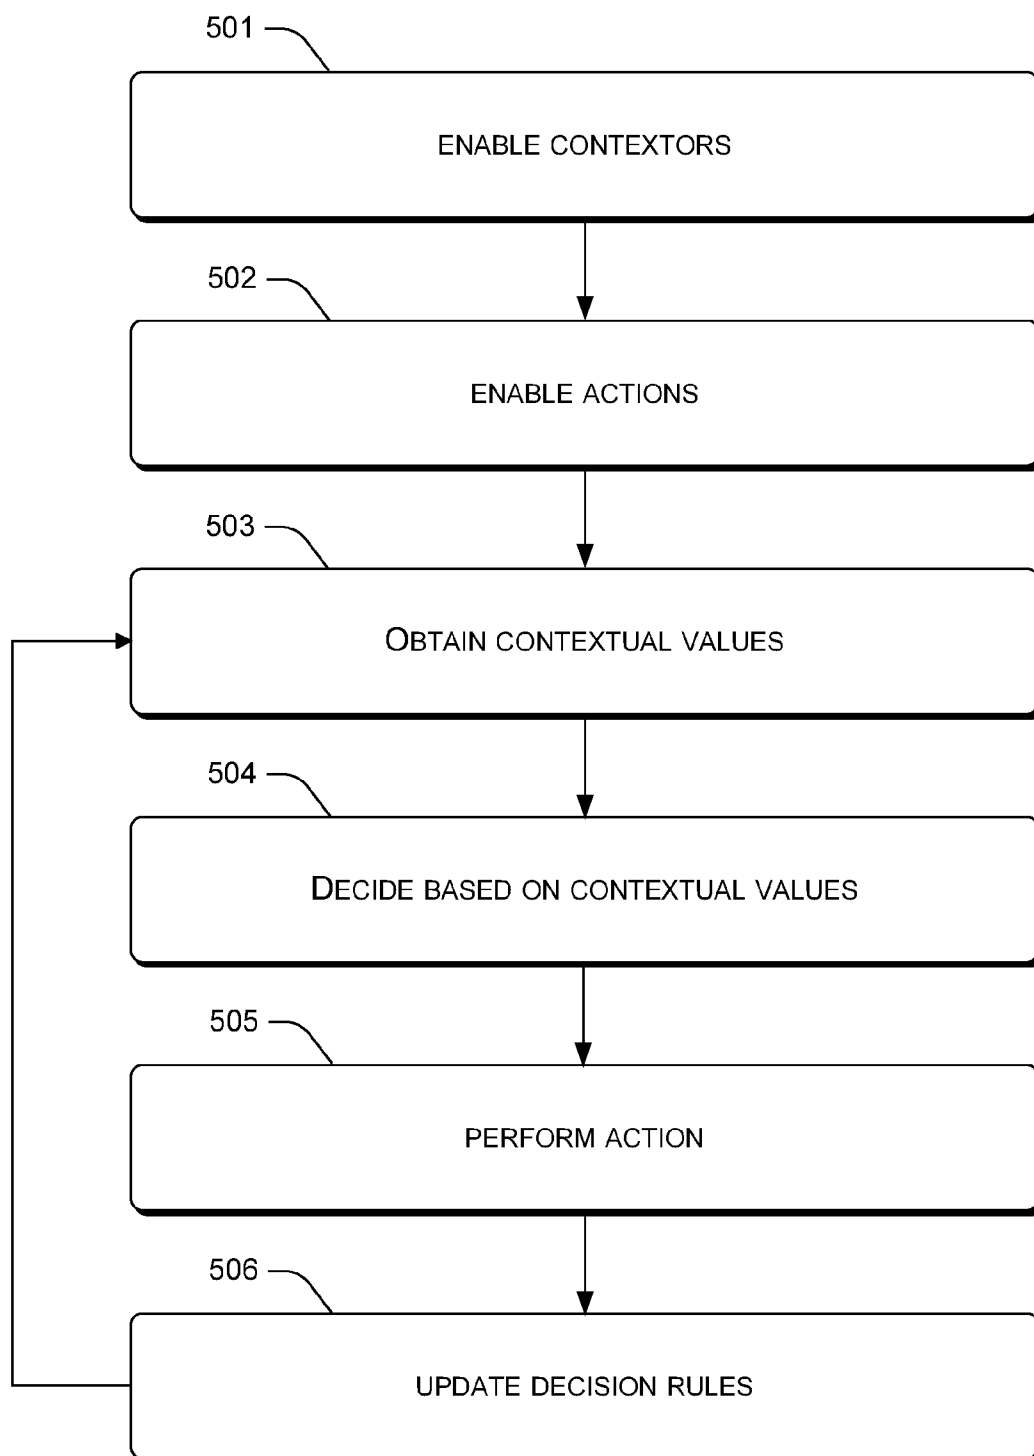 501
ENABLE CONTEXTORS
502
ENABLE ACTIONS
503
OBTAIN CONTEXTUAL VALUES
504
DECIDE BASED ON CONTEXTUAL VALUES
505
PERFORM ACTION
506
UPDATE DECISION RULES